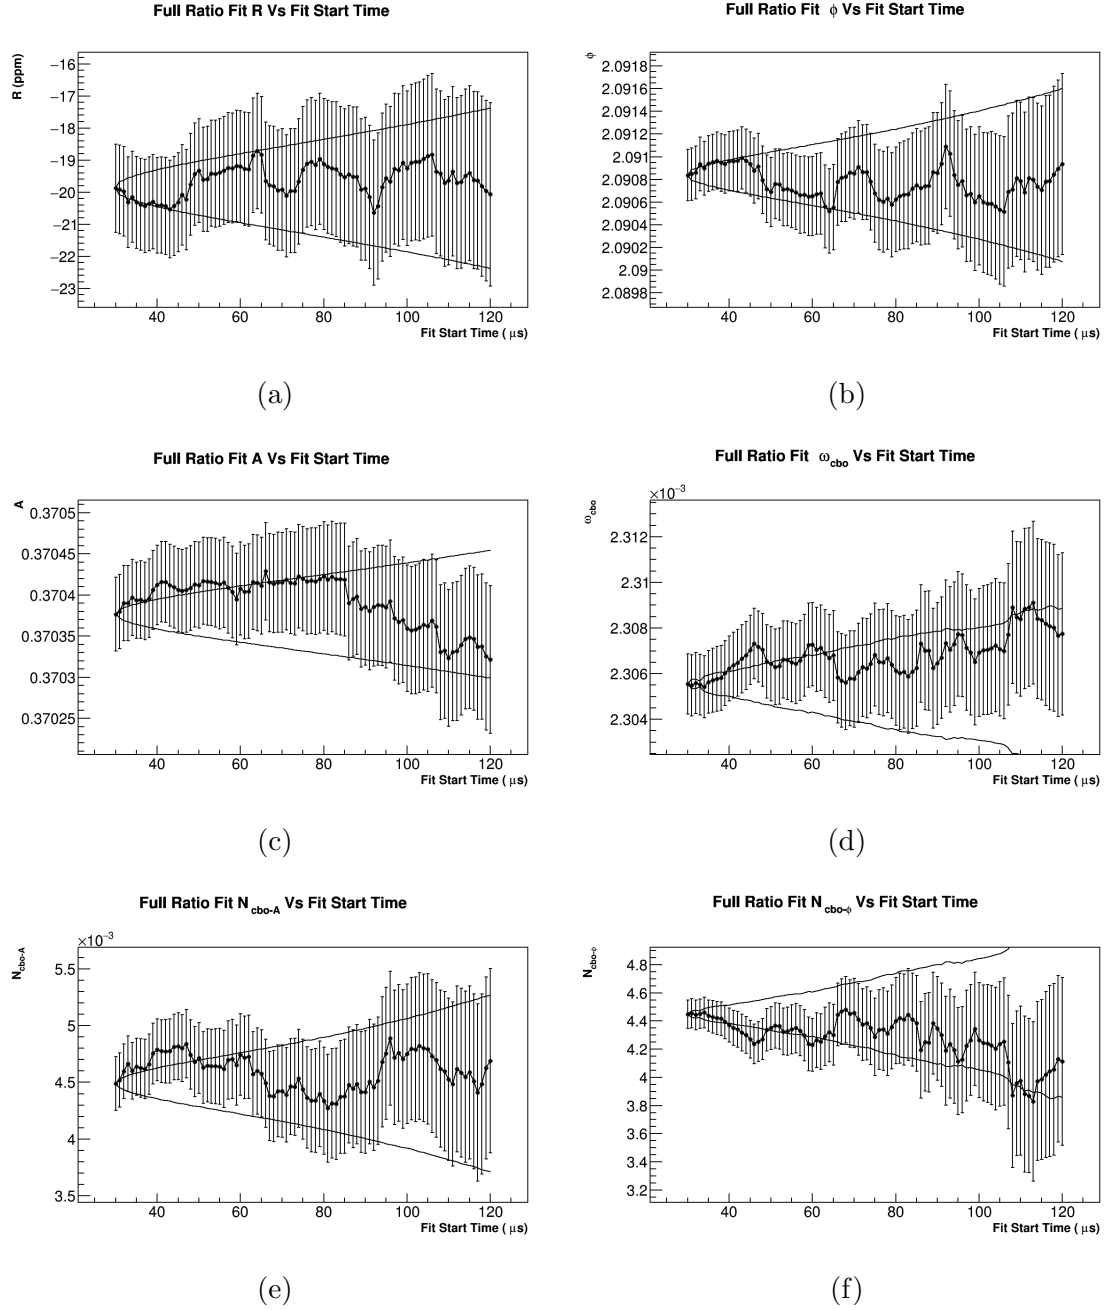 Full Ratio Fit R Vs Fit Start Time
R (ppm)
−16
−17
−18
−19
−20
−21
−22
−23
40 60 80 100 120
Fit Start Time ( μs)
(a)
Full Ratio Fit ϕ Vs Fit Start Time
ϕ
2.0918
2.0916
2.0914
2.0912
2.091
2.0908
2.0906
2.0904
2.0902
2.09
2.0898
40 60 80 100 120
Fit Start Time ( μs)
(b)
Full Ratio Fit A Vs Fit Start Time
A
0.3705
0.37045
0.3704
0.37035
0.3703
0.37025
40 60 80 100 120
Fit Start Time ( μs)
(c)
Full Ratio Fit ω_cbo Vs Fit Start Time
×10⁻³
ω_cbo
2.312
2.31
2.308
2.306
2.304
40 60 80 100 120
Fit Start Time ( μs)
(d)
Full Ratio Fit N_cbo-A Vs Fit Start Time
×10⁻³
N_cbo-A
5.5
5
4.5
4
3.5
40 60 80 100 120
Fit Start Time ( μs)
(e)
Full Ratio Fit N_cbo-ϕ Vs Fit Start Time
N_cbo-ϕ
4.8
4.6
4.4
4.2
4
3.8
3.6
3.4
3.2
40 60 80 100 120
Fit Start Time ( μs)
(f)